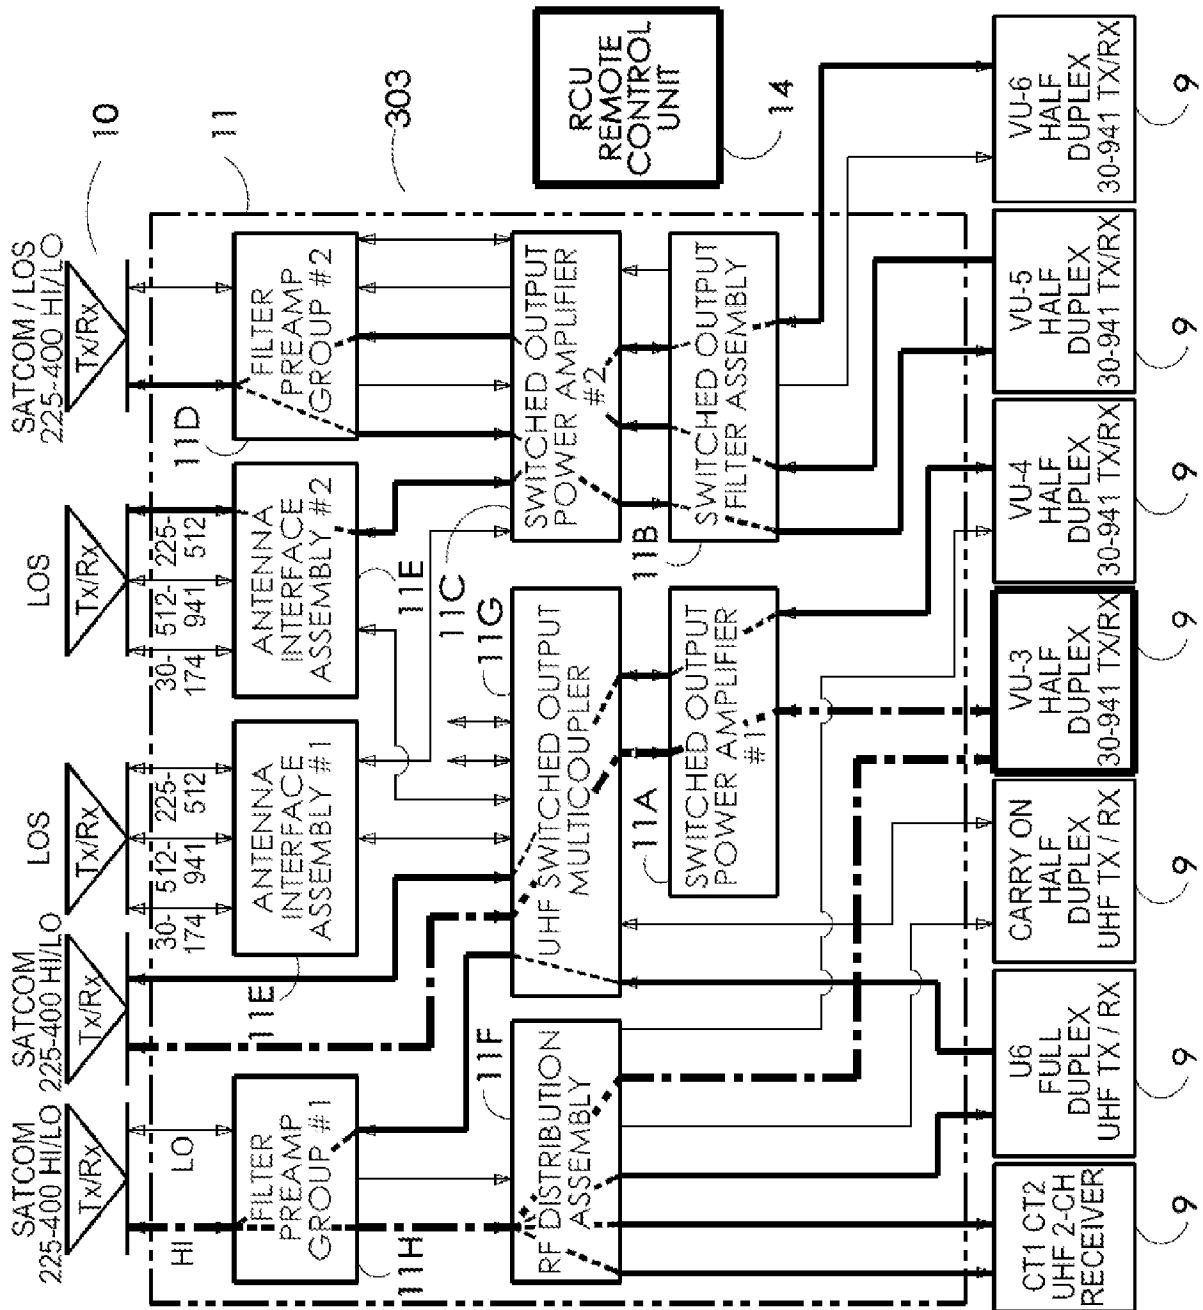 SATCOM
225-400 HI/LO
Tx/Rx
SATCOM
225-400 HI/LO
Tx/Rx
LOS
Tx/Rx
LOS
Tx/Rx
SATCOM / LOS
225-400 HI/LO
Tx/Rx
10
HI
LO
30-
174
512-
941
225-
512
30-
174
512-
941
225-
512
11
FILTER
PREAMP
GROUP #1
11H
ANTENNA
INTERFACE
ASSEMBLY #1
11E
ANTENNA
INTERFACE
ASSEMBLY #2
11E
FILTER
PREAMP
GROUP #2
11D
303
RF DISTRIBUTION
ASSEMBLY
11F
UHF SWITCHED OUTPUT
MULTICOUPLER
11G
SWITCHED OUTPUT
POWER AMPLIFIER
#2
11C
RCU
REMOTE
CONTROL
UNIT
14
SWITCHED OUTPUT
POWER AMPLIFIER
#1
11A
SWITCHED OUTPUT
FILTER ASSEMBLY
11B
CT1 CT2
UHF 2-CH
RECEIVER
9
U6
FULL
DUPLEX
UHF TX / RX
9
CARRY ON
HALF
DUPLEX
UHF TX / RX
9
VU-3
HALF
DUPLEX
30-941 TX/RX
9
VU-4
HALF
DUPLEX
30-941 TX/RX
9
VU-5
HALF
DUPLEX
30-941 TX/RX
9
VU-6
HALF
DUPLEX
30-941 TX/RX
9